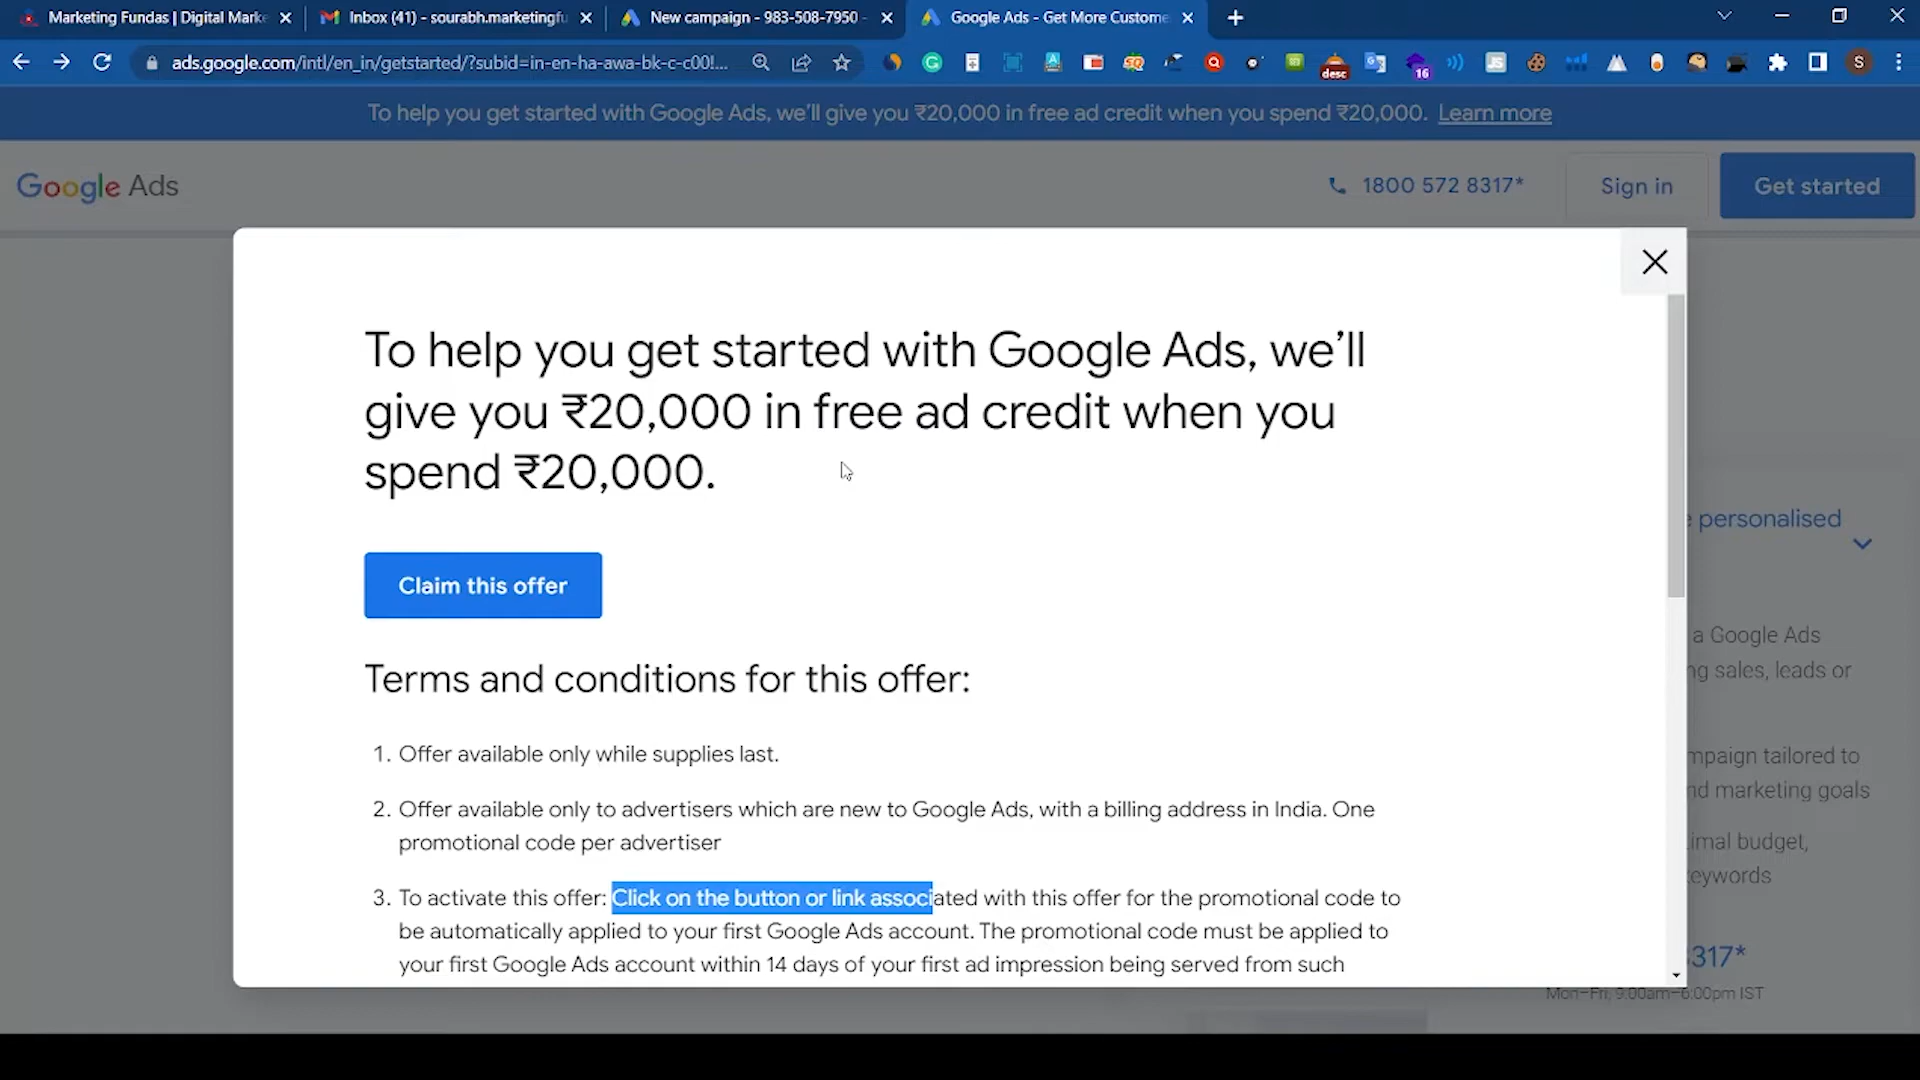 Marketing Fundas | Digital Marke
Inbox (41) - sourabh.marketingfu
New campaign - 983-508-7950 -
Google Ads - Get More Custome
ads.google.com/intl/en_in/getstarted/?subid=in-en-ha-awa-bk-c-c00!...
desc
16
S
To help you get started with Google Ads, we'll give you ₹20,000 in free ad credit when you spend ₹20,000. Learn more
Google Ads
1800 572 8317*
Sign in
Get started
To help you get started with Google Ads, we'll
give you ₹20,000 in free ad credit when you
spend ₹20,000.
Claim this offer
Terms and conditions for this offer:
1. Offer available only while supplies last.
2. Offer available only to advertisers which are new to Google Ads, with a billing address in India. One
promotional code per advertiser
3. To activate this offer: Click on the button or link associated with this offer for the promotional code to
be automatically applied to your first Google Ads account. The promotional code must be applied to
your first Google Ads account within 14 days of your first ad impression being served from such
personalised
a Google Ads
ng sales, leads or
mpaign tailored to
nd marketing goals
imal budget,
keywords
8317*
Mon–Fri, 9:00am–6:00pm IST